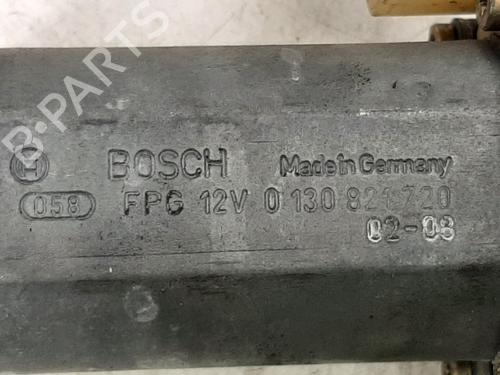 B-PARTS
BOSCH Made in Germany
058 FPG 12V 0 130 821 720
02-08